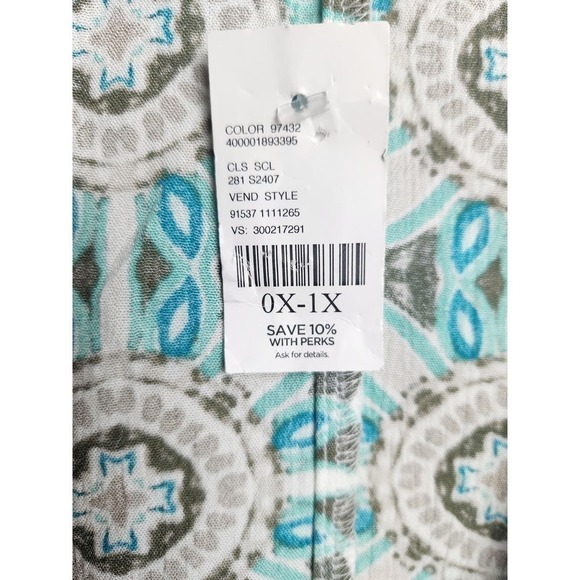 COLOR 97432
400001893395
CLS SCL
281 S2407
VEND STYLE
91537 1111265
VS: 300217291
0X-1X
SAVE 10%
WITH PERKS
Ask for details.